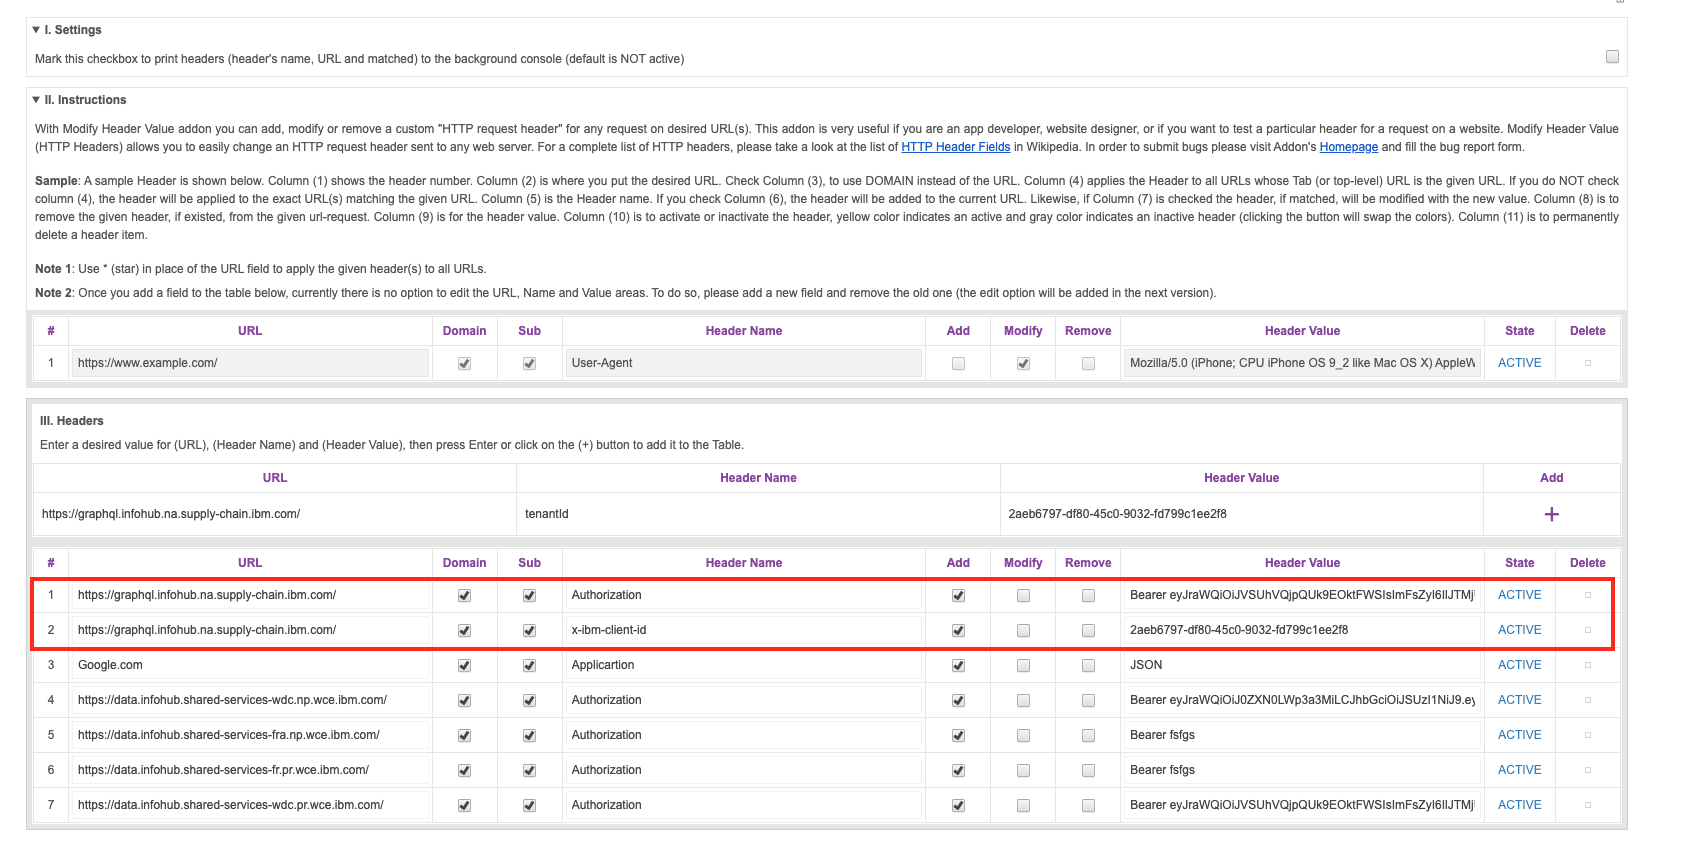 ▼ I. Settings
Mark this checkbox to print headers (header's name, URL and matched) to the background console (default is NOT active)
▼ II. Instructions
With Modify Header Value addon you can add, modify or remove a custom "HTTP request header" for any request on desired URL(s). This addon is very useful if you are an app developer, website designer, or if you want to test a particular header for a request on a website. Modify Header Value
(HTTP Headers) allows you to easily change an HTTP request header sent to any web server. For a complete list of HTTP headers, please take a look at the list of HTTP Header Fields in Wikipedia. In order to submit bugs please visit Addon's Homepage and fill the bug report form.
Sample: A sample Header is shown below. Column (1) shows the header number. Column (2) is where you put the desired URL. Check Column (3), to use DOMAIN instead of the URL. Column (4) applies the Header to all URLs whose Tab (or top-level) URL is the given URL. If you do NOT check
column (4), the header will be applied to the exact URL(s) matching the given URL. Column (5) is the Header name. If you check Column (6), the header will be added to the current URL. Likewise, if Column (7) is checked the header, if matched, will be modified with the new value. Column (8) is to
remove the given header, if existed, from the given url-request. Column (9) is for the header value. Column (10) is to activate or inactivate the header, yellow color indicates an active and gray color indicates an inactive header (clicking the button will swap the colors). Column (11) is to permanently
delete a header item.
Note 1: Use * (star) in place of the URL field to apply the given header(s) to all URLs.
Note 2: Once you add a field to the table below, currently there is no option to edit the URL, Name and Value areas. To do so, please add a new field and remove the old one (the edit option will be added in the next version).
# URL Domain Sub Header Name Add Modify Remove Header Value State Delete
1 https://www.example.com/ User-Agent Mozilla/5.0 (iPhone; CPU iPhone OS 9_2 like Mac OS X) AppleW ACTIVE
III. Headers
Enter a desired value for (URL), (Header Name) and (Header Value), then press Enter or click on the (+) button to add it to the Table.
URL Header Name Header Value Add
https://graphql.infohub.na.supply-chain.ibm.com/ tenantId 2aeb6797-df80-45c0-9032-fd799c1ee2f8 +
# URL Domain Sub Header Name Add Modify Remove Header Value State Delete
1 https://graphql.infohub.na.supply-chain.ibm.com/ Authorization Bearer ACTIVE
2 https://graphql.infohub.na.supply-chain.ibm.com/ x-ibm-client-id 2aeb6797-df80-45c0-9032-fd799c1ee2f8 ACTIVE
3 Google.com Applicartion JSON ACTIVE
4 https://data.infohub.shared-services-wdc.np.wce.ibm.com/ Authorization Bearer ACTIVE
5 https://data.infohub.shared-services-fra.np.wce.ibm.com/ Authorization Bearer fsfgs ACTIVE
6 https://data.infohub.shared-services-fr.pr.wce.ibm.com/ Authorization Bearer fsfgs ACTIVE
7 https://data.infohub.shared-services-wdc.pr.wce.ibm.com/ Authorization Bearer ACTIVE